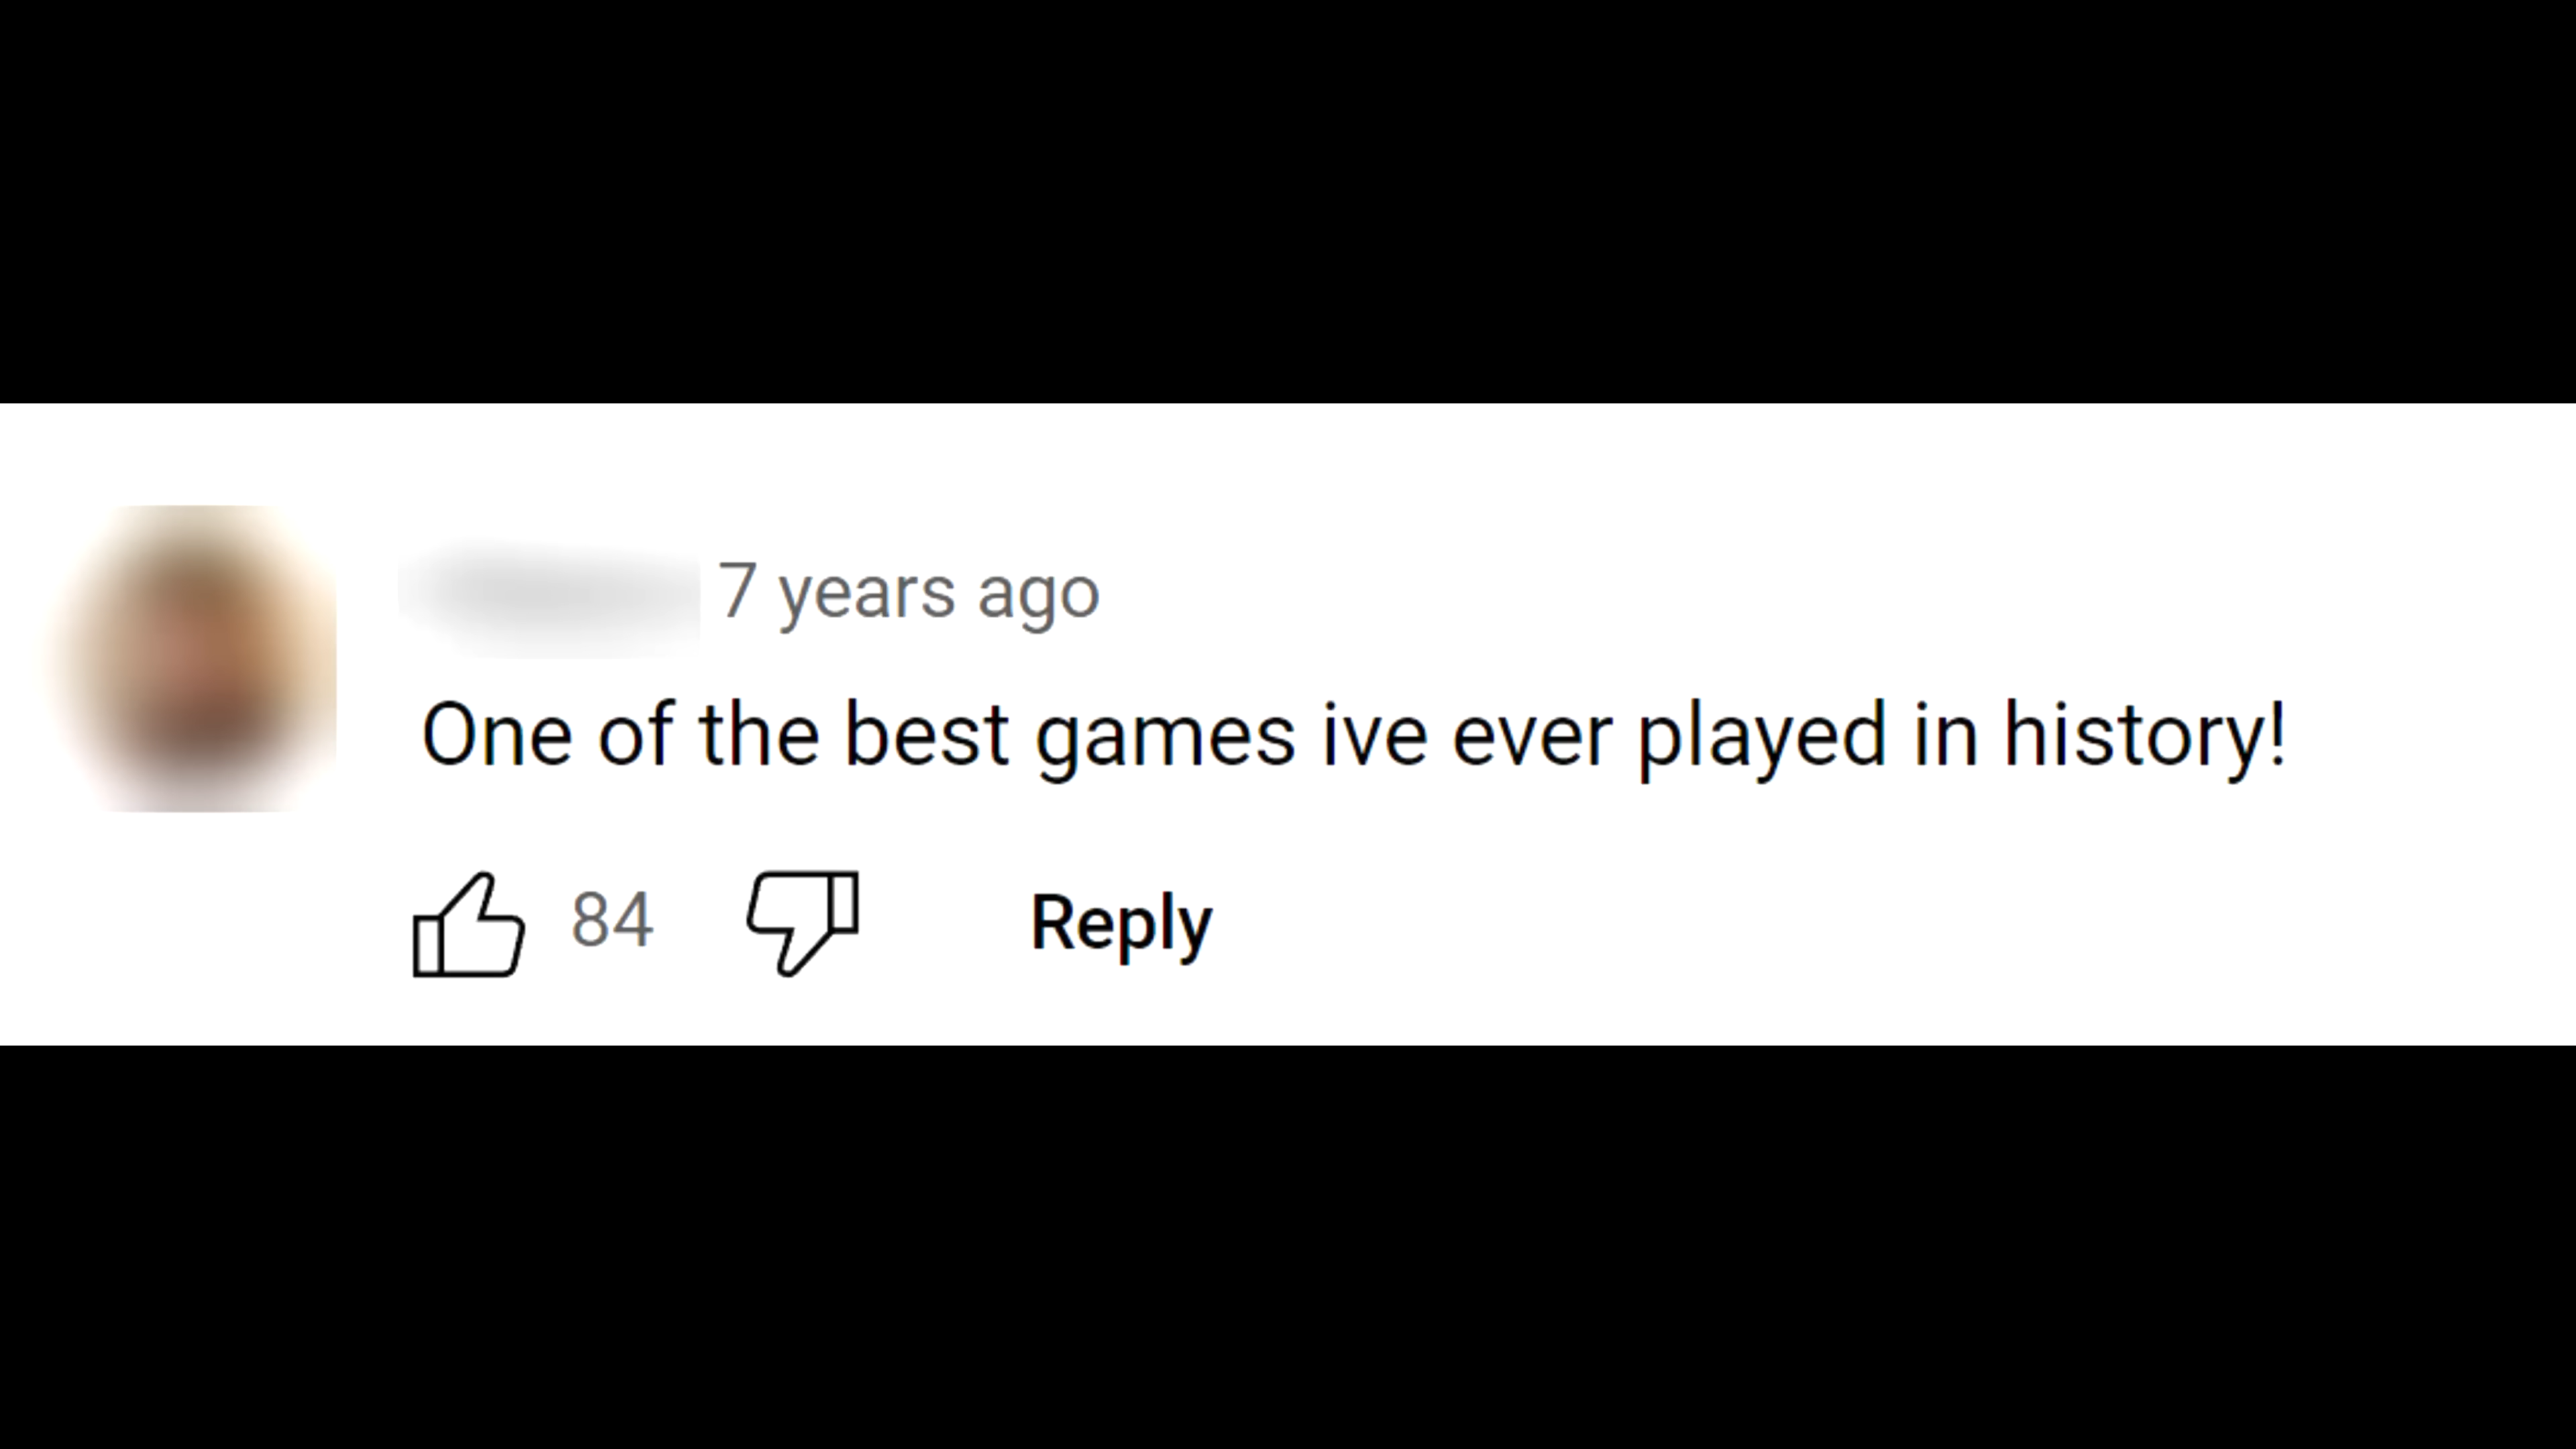 7 years ago
One of the best games ive ever played in history!
84 Reply